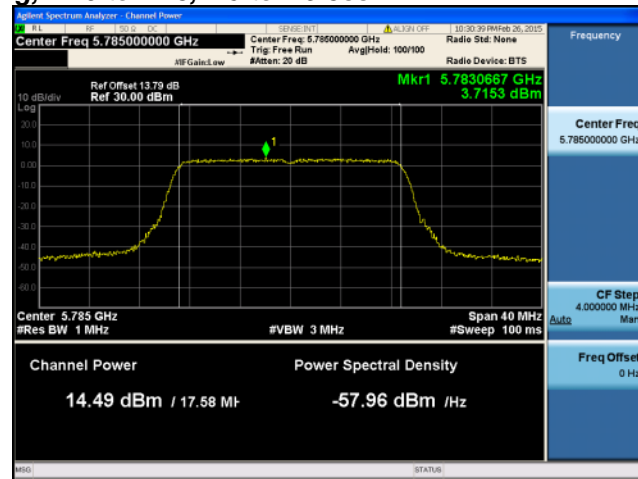 Agilent Spectrum Analyzer - Channel Power
RL RF 50 Ω DC SENSE:INT ALIGN OFF 10:30:39 PM Feb 26, 2015
Center Freq 5.785000000 GHz
Center Freq: 5.785000000 GHz
Radio Std: None
Trig: Free Run Avg|Hold: 100/100
#IFGain:Low #Atten: 20 dB Radio Device: BTS
Frequency
Ref Offset 13.79 dB
10 dB/div Ref 30.00 dBm
Mkr1 5.7830667 GHz
3.7153 dBm
Log
20.0
10.0
0.00
-10.0
-20.0
-30.0
-40.0
-50.0
-60.0
1
Center 5.785 GHz Span 40 MHz
#Res BW 1 MHz #VBW 3 MHz #Sweep 100 ms
Channel Power Power Spectral Density
14.49 dBm / 17.58 MH -57.96 dBm /Hz
Center Freq
5.785000000 GHz
CF Step
4.000000 MHz
Auto Man
Freq Offset
0 Hz
MSG STATUS